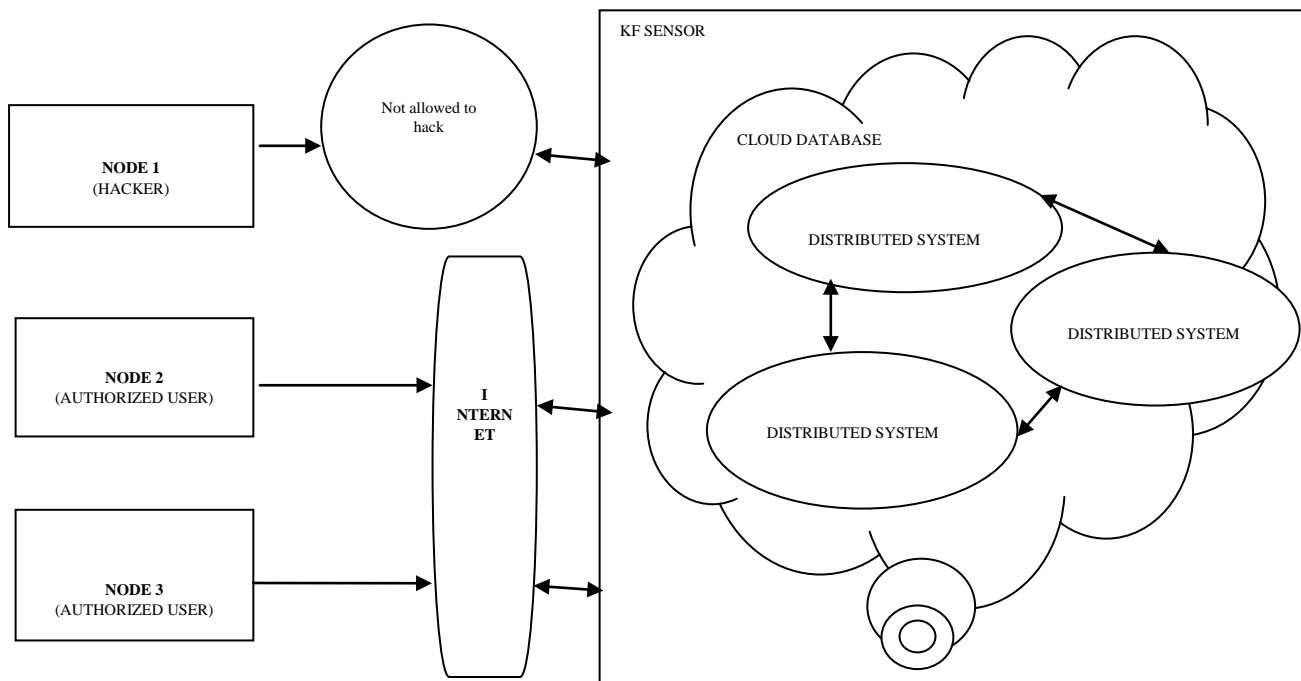 KF SENSOR
Not allowed to
hack
CLOUD DATABASE
NODE 1
(HACKER)
DISTRIBUTED SYSTEM
DISTRIBUTED SYSTEM
NODE 2
(AUTHORIZED USER)
I
NTERN
ET
DISTRIBUTED SYSTEM
NODE 3
(AUTHORIZED USER)